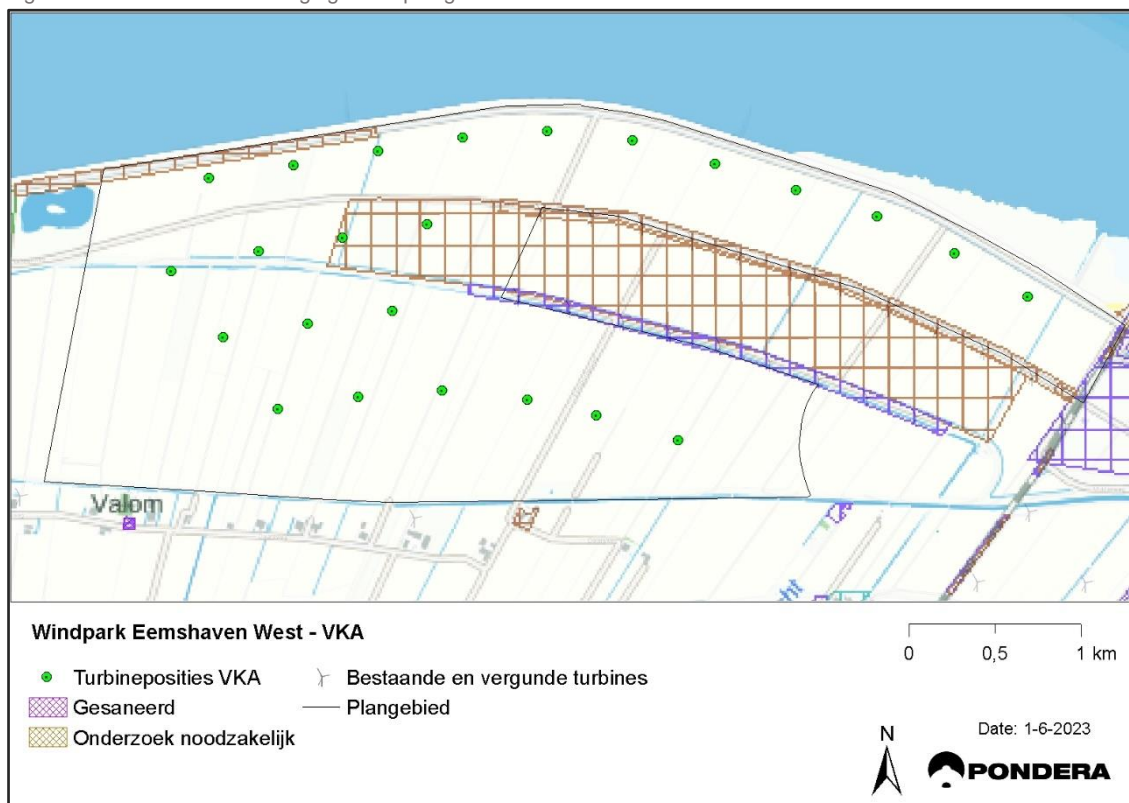 Valom
Windpark Eemshaven West - VKA
Turbineposities VKA
Bestaande en vergunde turbines
Gesaneerd
Plangebied
Onderzoek noodzakelijk
0 0,5 1 km
Date: 1-6-2023
N
PONDERA